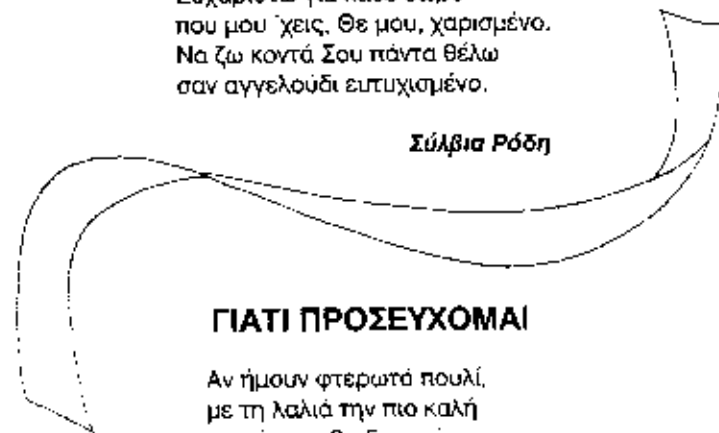 που μου 'χεις, Θε μου, χαρισμένο.
Να ζω κοντά Σου πάντα θέλω
σαν αγγελούδι ευτυχισμένο.
Σύλβια Ρόδη
ΓΙΑΤΙ ΠΡΟΣΕΥΧΟΜΑΙ
Αν ήμουν φτερωτό πουλί,
με τη λαλιά την πιο καλή